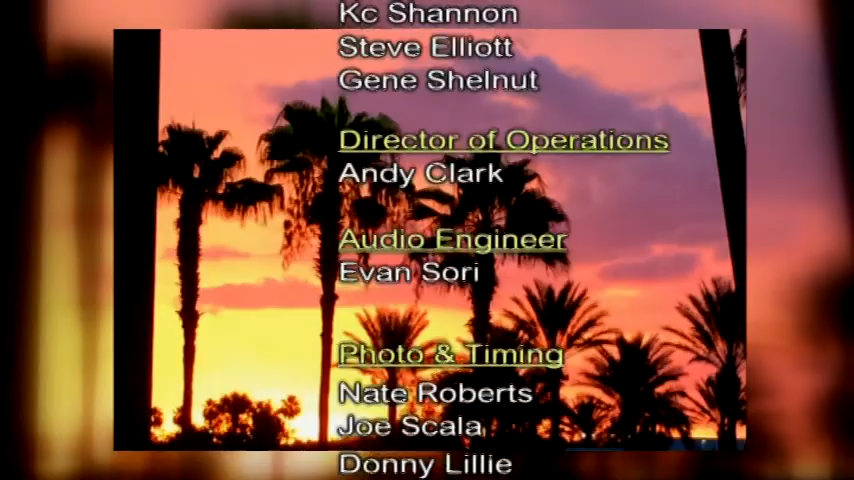 Kc Shannon
Steve Elliott
Gene Shelnut
Director of Operations
Andy Clark
Audio Engineer
Evan Sori
Photo & Timing
Nate Roberts
Joe Scala
Donny Lillie